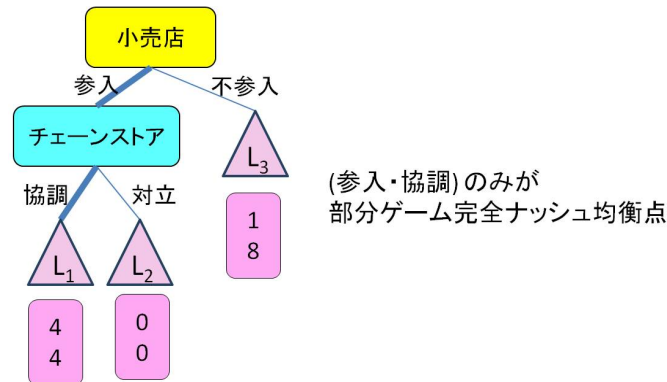 小売店
参入
不参入
チェーンストア
L3
協調
対立
(参入・協調)のみが
部分ゲーム完全ナッシュ均衡点
1
8
L1
L2
4
4
0
0